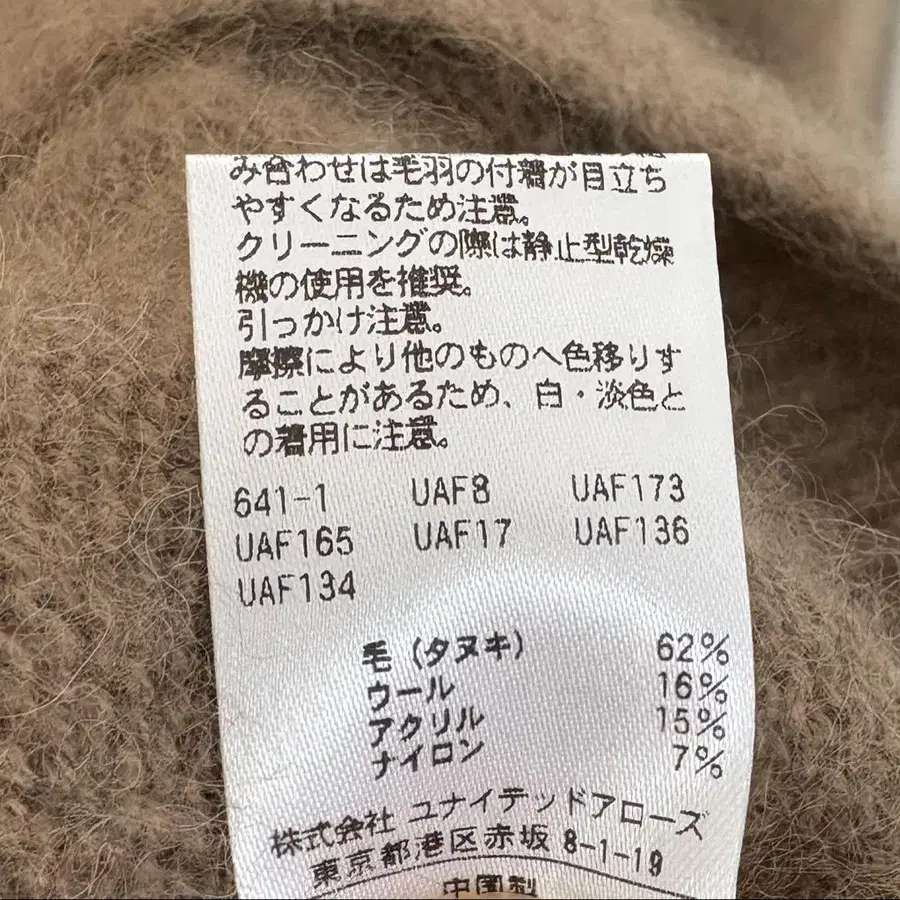 み合わせは毛羽の付着が目立ち
やすくなるため注意。
クリーニングの際は静止型乾燥
機の使用を推奨。
引っかけ注意。
摩擦により他のものへ色移りす
ることがあるため、白・淡色と
の着用に注意。
641-1 UAF8 UAF173
UAF165 UAF17 UAF136
UAF134
毛(タヌキ) 62%
ウール 16%
アクリル 15%
ナイロン 7%
株式会社 ユナイテッドアローズ
東京都港区赤坂 8-1-19
中国製